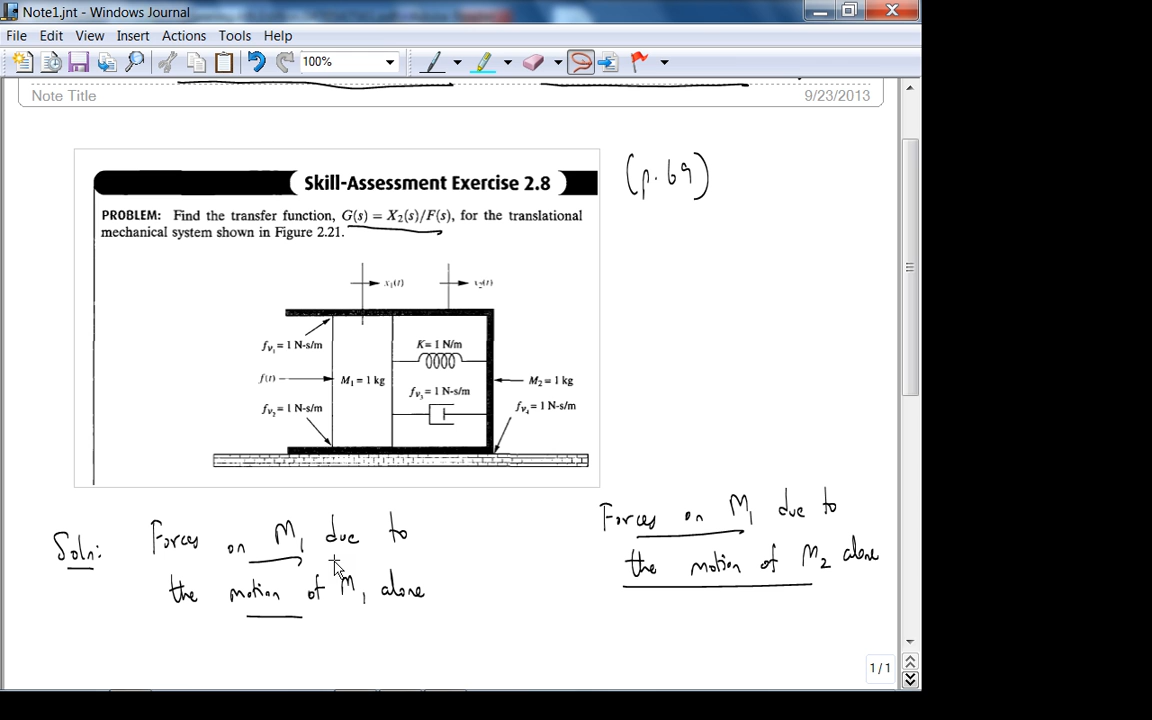 Note1.jnt - Windows Journal
File Edit View Insert Actions Tools Help
100%
Note Title
9/23/2013
Skill-Assessment Exercise 2.8
(p. 69)
PROBLEM: Find the transfer function, G(s) = X₂(s)/F(s), for the translational
mechanical system shown in Figure 2.21.
x₁(t)
x₂(t)
fv₁ = 1 N-s/m
K = 1 N/m
f(t)
M₁ = 1 kg
fv₃ = 1 N-s/m
M₂ = 1 kg
fv₂ = 1 N-s/m
fv₄ = 1 N-s/m
Soln: Forces on M₁ due to
the motion of M₁ alone
Forces on M₁ due to
the motion of M₂ alone
1 / 1